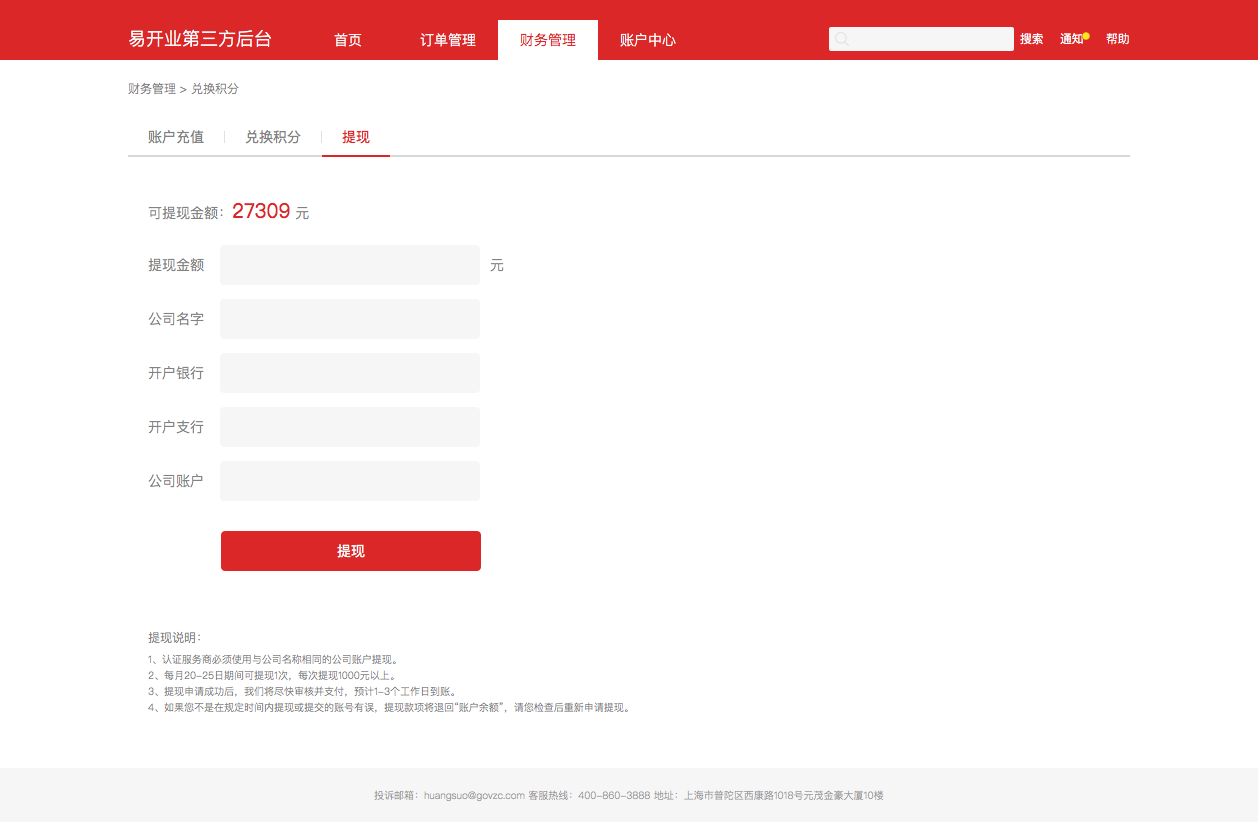 易开业第三方后台 首页 订单管理 财务管理 账户中心 搜索 通知 帮助
财务管理 > 兑换积分
账户充值 兑换积分 提现
可提现金额：27309 元
提现金额 元
公司名字
开户银行
开户支行
公司账户
提现
提现说明：
1、认证服务商必须使用与公司名称相同的公司账户提现。
2、每月20-25日期间可提现1次，每次提现1000元以上。
3、提现申请成功后，我们将尽快审核并支付，预计1-3个工作日到账。
4、如果您不是在规定时间内提现或提交的账号有误，提现款项将退回“账户余额”，请您检查后重新申请提现。
投诉邮箱：huangsuo@govzc.com 客服热线：400-860-3888 地址：上海市普陀区西康路1018号元茂金豪大厦10楼